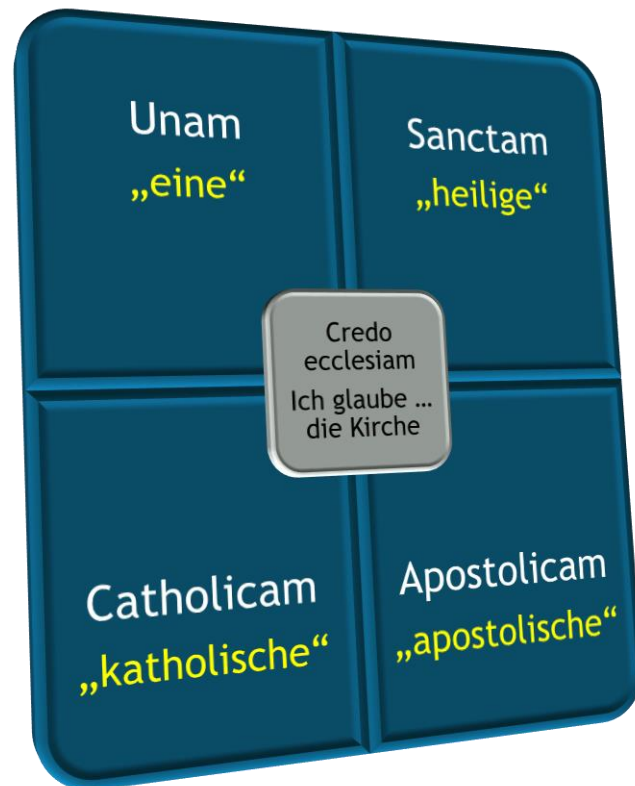 Unam
„eine“
Sanctam
„heilige“
Credo
ecclesiam
Ich glaube ...
die Kirche
Catholicam
„katholische“
Apostolicam
„apostolische“